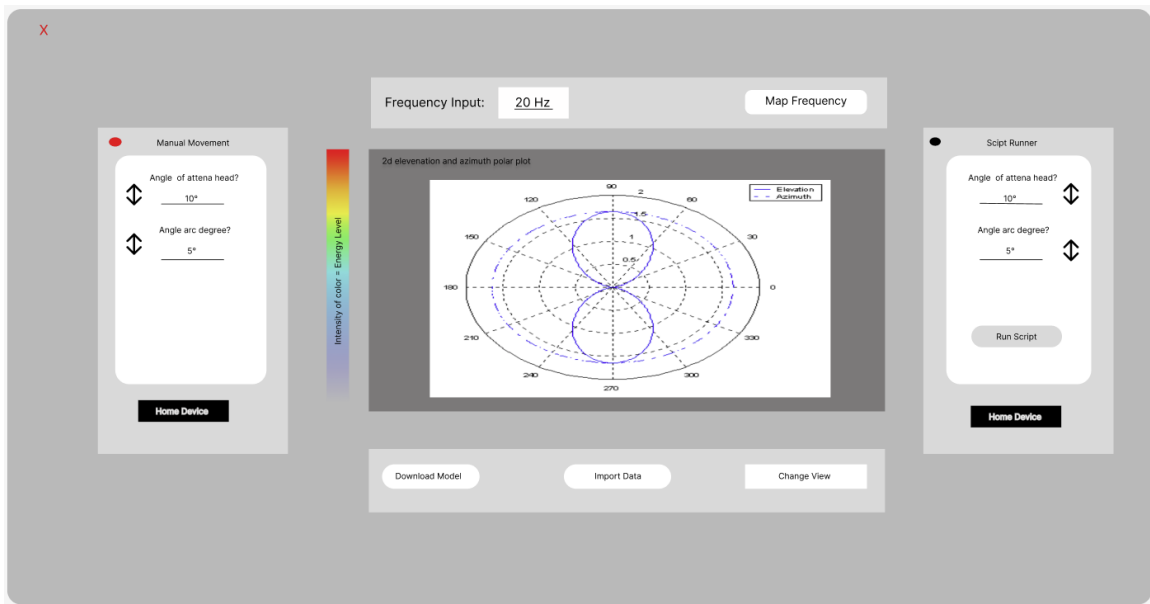 X
Frequency Input:
20 Hz
Map Frequency
Manual Movement
Angle of attena head?
10°
Angle arc degree?
5°
Home Device
Intensity of color = Energy Level
2d elevenation and azimuth polar plot
90
2
120
60
1.5
150
1
30
0.5
180
0
210
330
240
300
270
Elevation
Azimuth
Scipt Runner
Angle of attena head?
10°
Angle arc degree?
5°
Run Script
Home Device
Download Model
Import Data
Change View